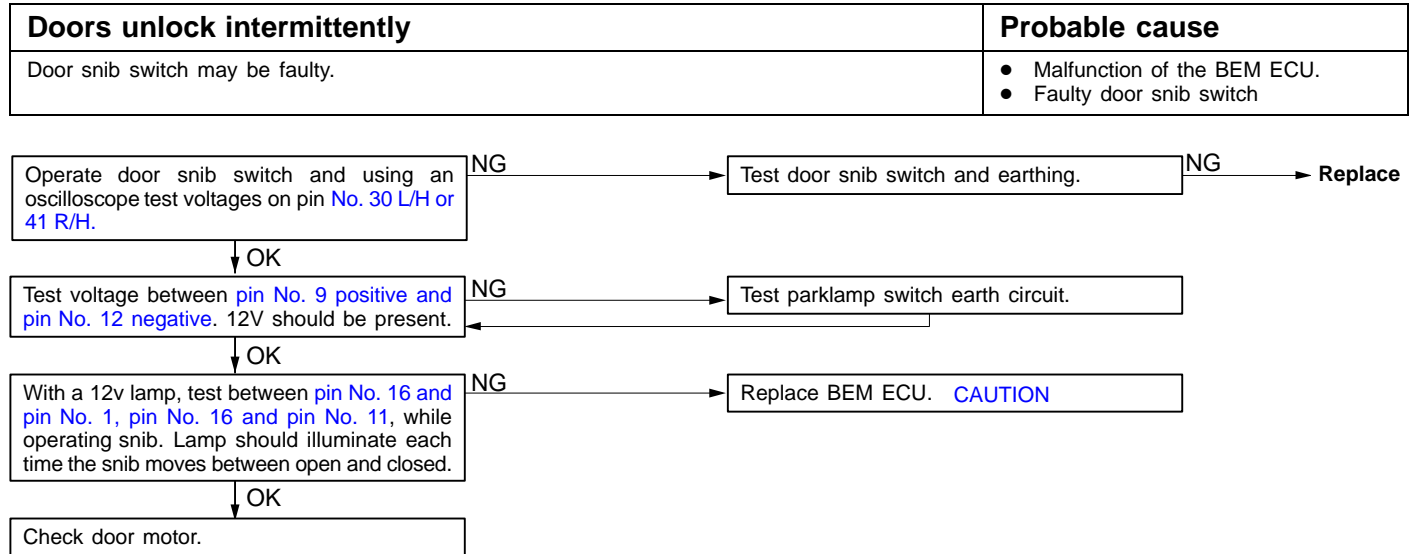 Doors unlock intermittently
Probable cause
Door snib switch may be faulty.
● Malfunction of the BEM ECU.
● Faulty door snib switch
Operate door snib switch and using an
oscilloscope test voltages on pin No. 30 L/H or
41 R/H.
NG
Test door snib switch and earthing.
NG
Replace
OK
Test voltage between pin No. 9 positive and
pin No. 12 negative. 12V should be present.
NG
Test parklamp switch earth circuit.
OK
With a 12v lamp, test between pin No. 16 and
pin No. 1, pin No. 16 and pin No. 11, while
operating snib. Lamp should illuminate each
time the snib moves between open and closed.
NG
Replace BEM ECU. CAUTION
OK
Check door motor.